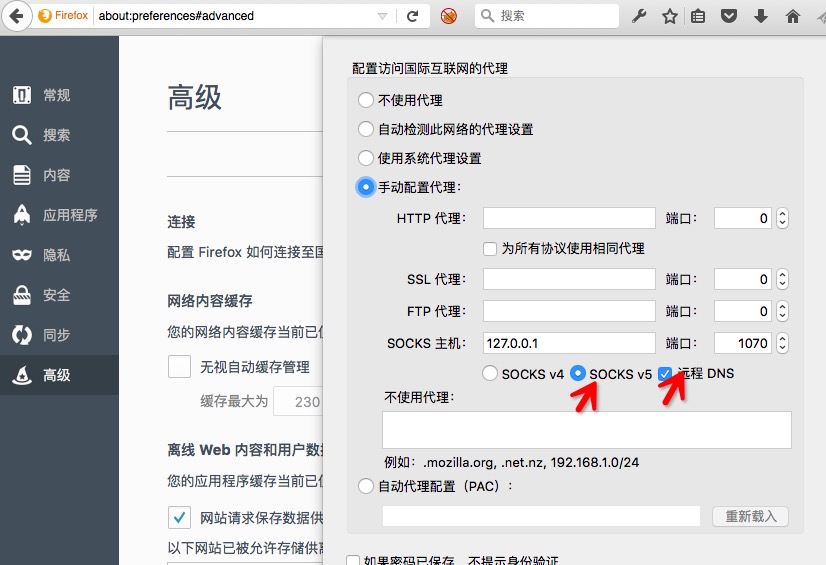 Firefox about:preferences#advanced 搜索
常规
搜索
内容
应用程序
隐私
安全
同步
高级
高级
连接
配置 Firefox 如何连接至
网络内容缓存
您的网络内容缓存当前已
无视自动缓存管理
缓存最大为 230
离线 Web 内容和用户数
您的应用程序缓存当前已
网站请求保存数据供
以下网站已被允许存储供
配置访问国际互联网的代理
不使用代理
自动检测此网络的代理设置
使用系统代理设置
手动配置代理：
HTTP 代理： 端口： 0
为所有协议使用相同代理
SSL 代理： 端口： 0
FTP 代理： 端口： 0
SOCKS 主机： 127.0.0.1 端口： 1070
SOCKS v4 SOCKS v5 远程 DNS
不使用代理：
例如：.mozilla.org, .net.nz, 192.168.1.0/24
自动代理配置（PAC）：
重新载入
如果密码已保存，不提示身份验证